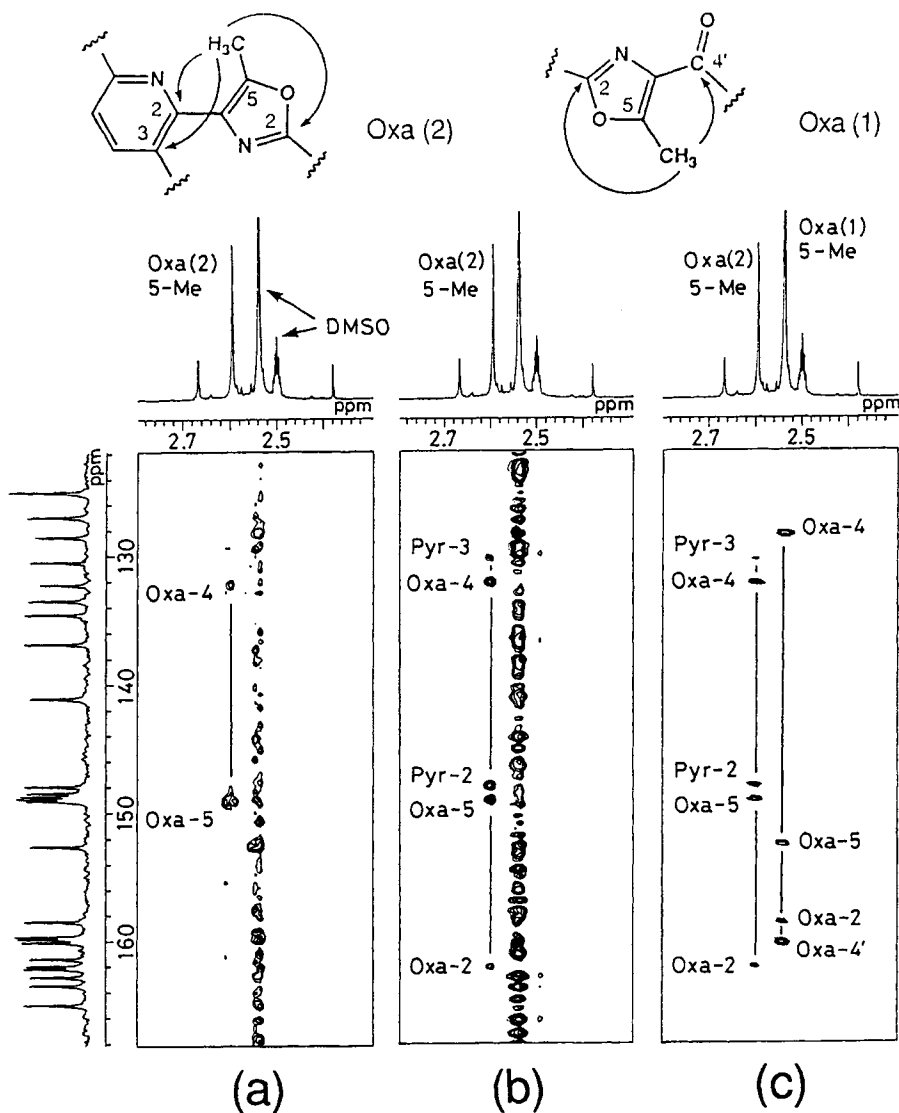 H₃C
O
N
5
O
N
C
4'
2
3
2
N
2
5
O
CH₃
Oxa (2)
Oxa (1)
Oxa(2)
5-Me
DMSO
ppm
2.7
2.5
Oxa(2)
5-Me
ppm
2.7
2.5
Oxa(1)
5-Me
Oxa(2)
5-Me
ppm
2.7
2.5
ppm
130
140
150
160
Oxa-4
Oxa-5
Pyr-3
Oxa-4
Pyr-2
Oxa-5
Oxa-2
Pyr-3
Oxa-4
Oxa-4
Pyr-2
Oxa-5
Oxa-5
Oxa-2
Oxa-4'
Oxa-2
(a)
(b)
(c)